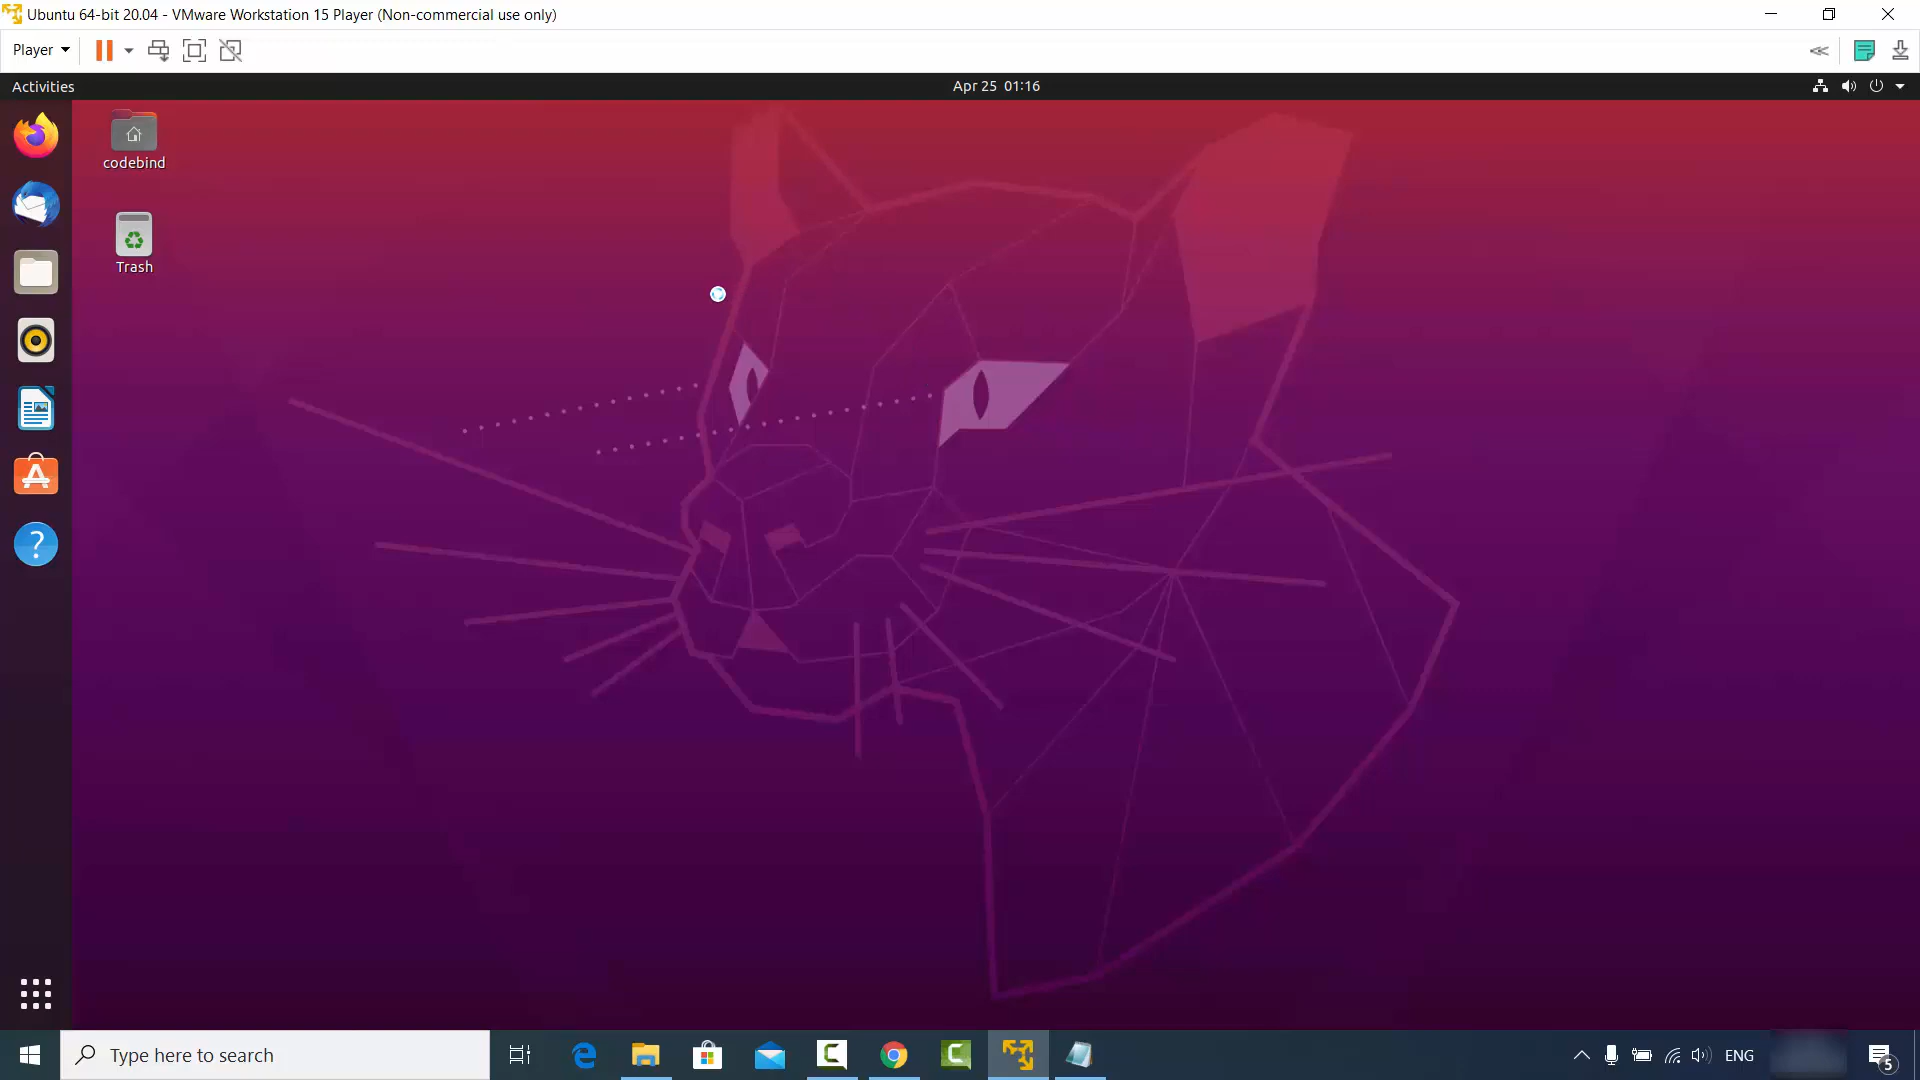 Ubuntu 64-bit 20.04 - VMware Workstation 15 Player (Non-commercial use only)
Player
Activities
Apr 25 01:16
codebind
Trash
?
Type here to search
ENG
5